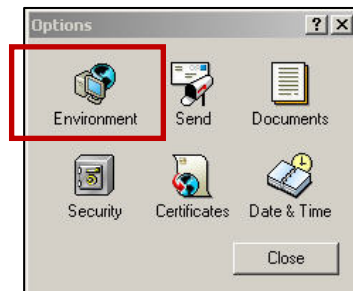 Options
Environment Send Documents
Security Certificates Date & Time
Close